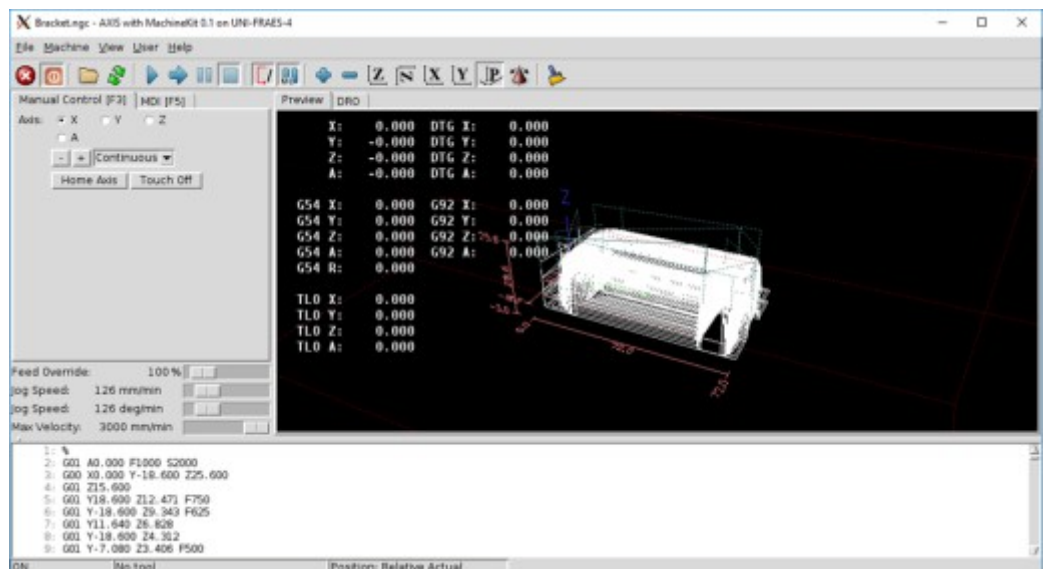 Bracket.ngc - AXIS with MachineKit 0.1 on UNI-FRAES-4
File Machine View User Help
Z N X Y P
Manual Control [F3] MDI [F5]
Preview DRO
Axis: X Y Z
A
- + Continuous
Home Axis Touch Off
X: 0.000 DTG X: 0.000
Y: -0.000 DTG Y: 0.000
Z: -0.000 DTG Z: 0.000
A: -0.000 DTG A: 0.000
G54 X: 0.000 G92 X: 0.000
G54 Y: 0.000 G92 Y: 0.000
G54 Z: 0.000 G92 Z: 0.000
G54 A: 0.000 G92 A: 0.000
G54 R: 0.000
TLO X: 0.000
TLO Y: 0.000
TLO Z: 0.000
TLO A: 0.000
Z
Feed Override: 100 %
Jog Speed: 126 mm/min
Jog Speed: 126 deg/min
Max Velocity: 3000 mm/min
1: %
2: G01 A0.000 F1000 S2000
3: G00 X0.000 Y-18.600 Z25.600
4: G01 Z15.600
5: G01 Y18.600 Z12.471 F750
6: G01 Y-18.600 Z9.343 F625
7: G01 Y11.640 Z6.828
8: G01 Y-18.600 Z4.312
9: G01 Y-7.080 Z3.406 F500
ON No tool Position: Relative Actual